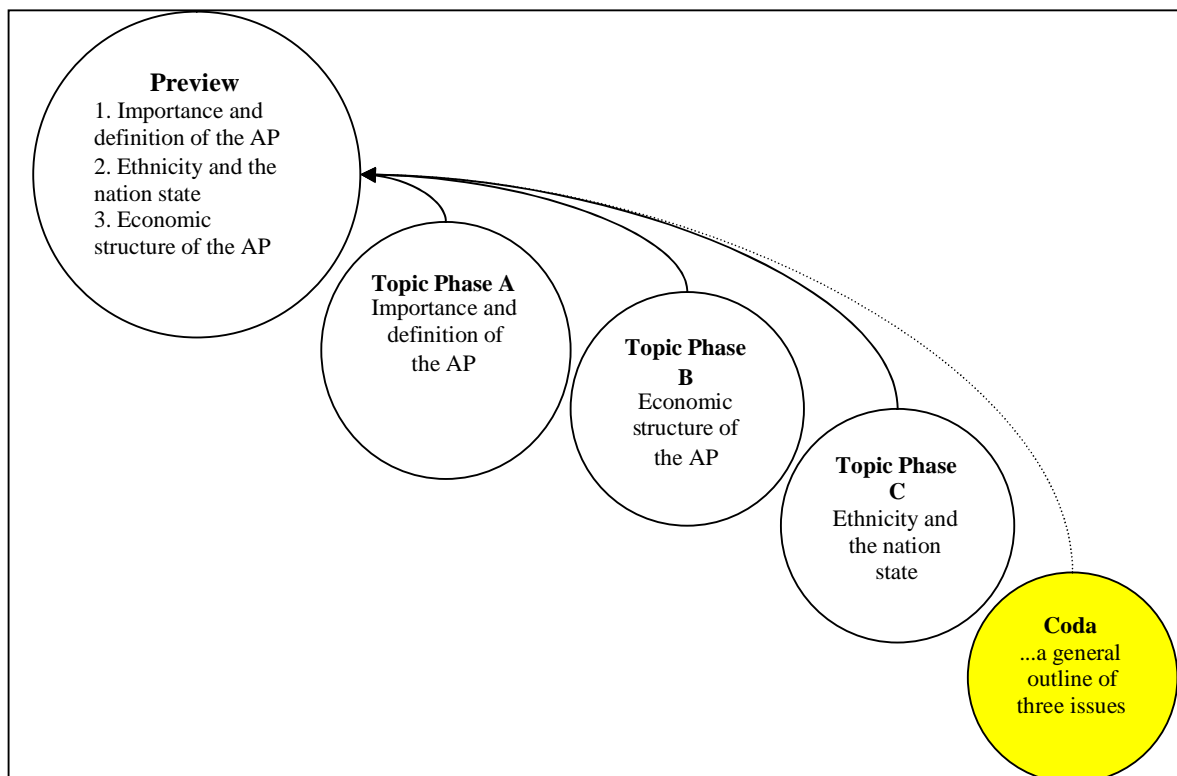 Preview
1. Importance and
definition of the AP
2. Ethnicity and the
nation state
3. Economic
structure of the AP
Topic Phase A
Importance and
definition of
the AP
Topic Phase
B
Economic
structure of
the AP
Topic Phase
C
Ethnicity and
the nation
state
Coda
...a general
outline of
three issues